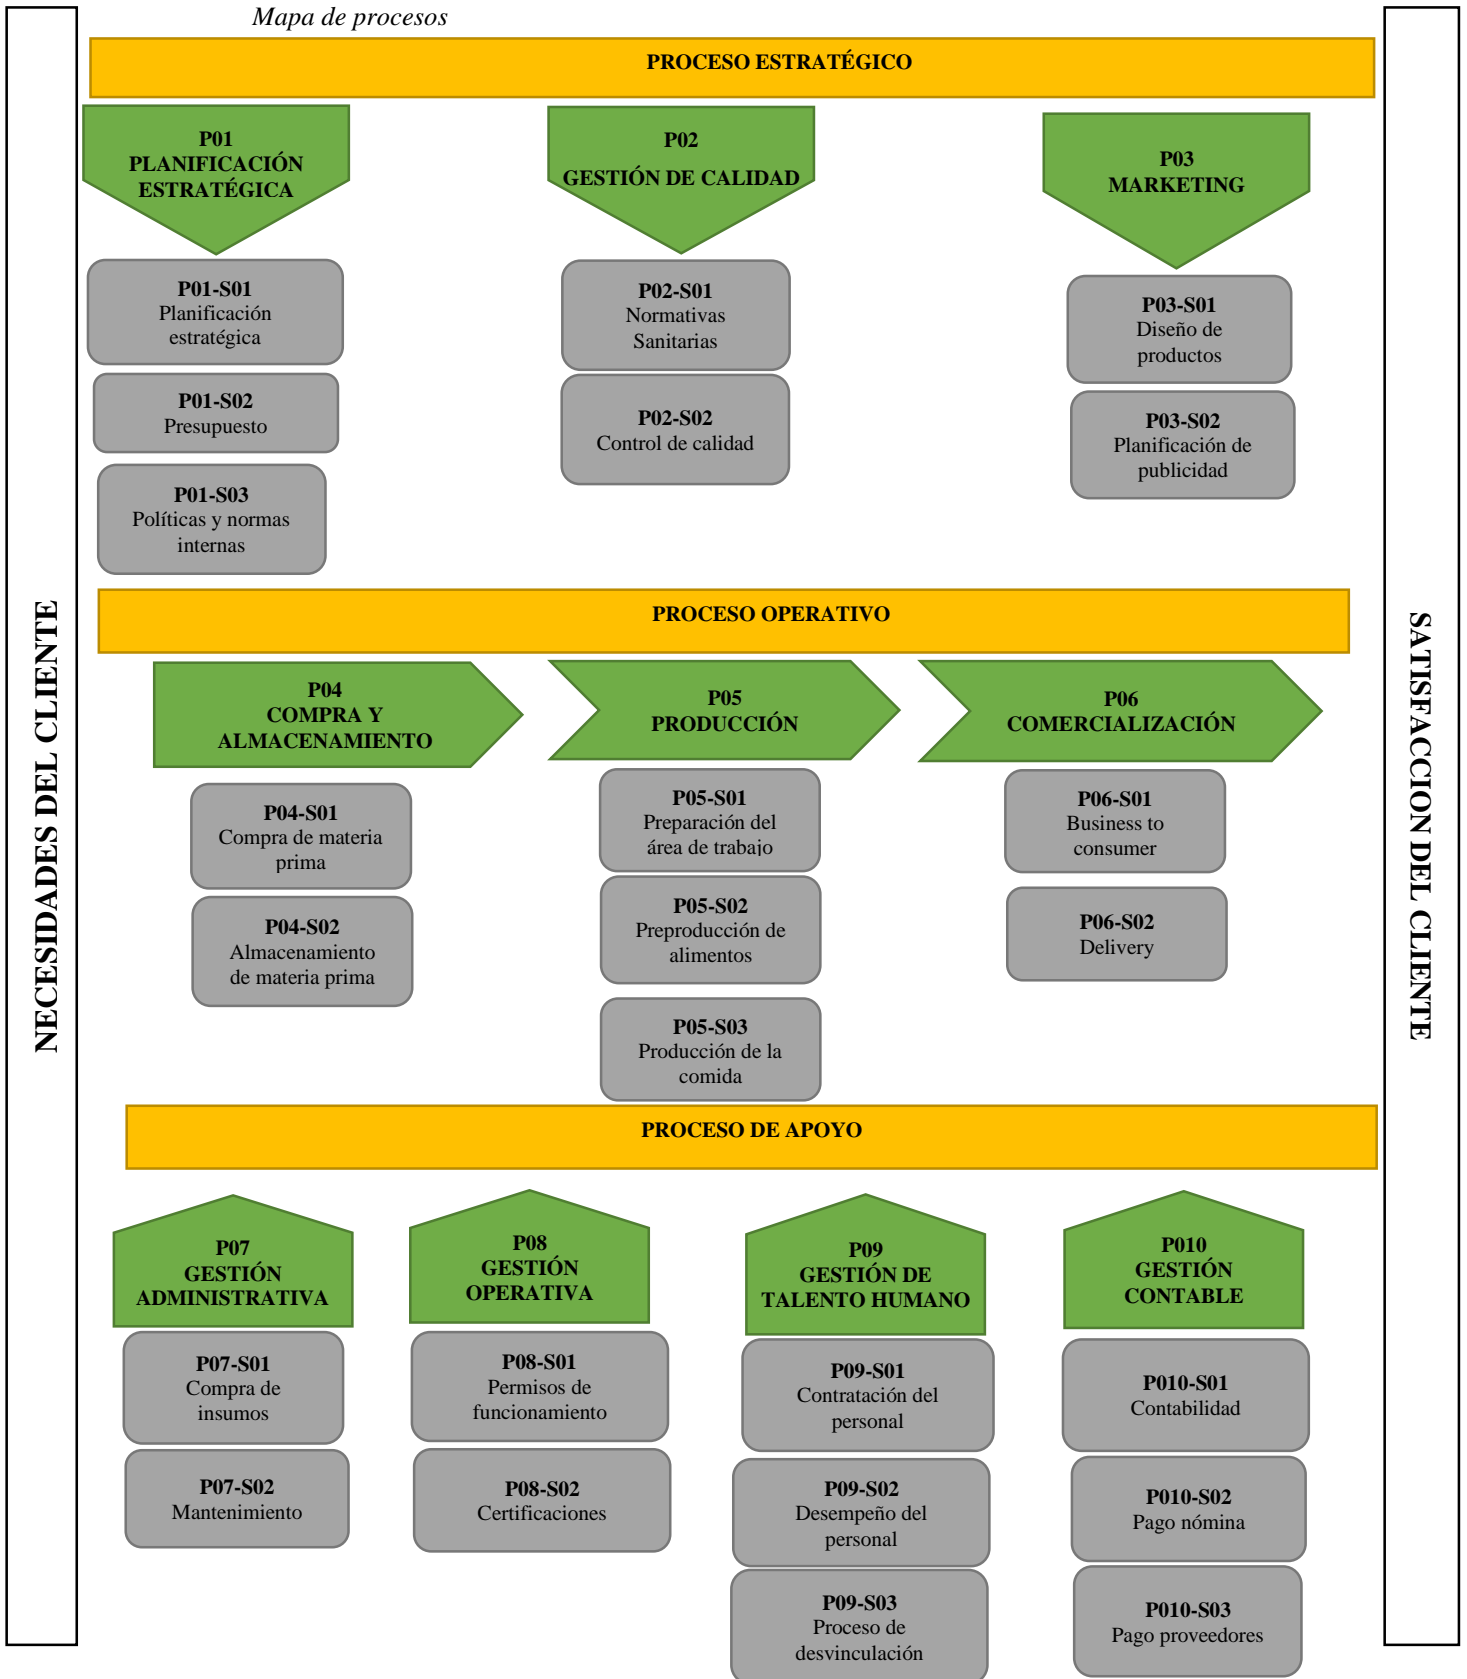 Mapa de procesos
NECESIDADES DEL CLIENTE
PROCESO ESTRATÉGICO
P01
PLANIFICACIÓN
ESTRATÉGICA
P01-S01
Planificación
estratégica
P01-S02
Presupuesto
P01-S03
Políticas y normas
internas
P02
GESTIÓN DE CALIDAD
P02-S01
Normativas
Sanitarias
P02-S02
Control de calidad
P03
MARKETING
P03-S01
Diseño de
productos
P03-S02
Planificación de
publicidad
PROCESO OPERATIVO
P04
COMPRA Y
ALMACENAMIENTO
P04-S01
Compra de materia
prima
P04-S02
Almacenamiento
de materia prima
P05
PRODUCCIÓN
P05-S01
Preparación del
área de trabajo
P05-S02
Preproducción de
alimentos
P05-S03
Producción de la
comida
P06
COMERCIALIZACIÓN
P06-S01
Business to
consumer
P06-S02
Delivery
PROCESO DE APOYO
P07
GESTIÓN
ADMINISTRATIVA
P07-S01
Compra de
insumos
P07-S02
Mantenimiento
P08
GESTIÓN
OPERATIVA
P08-S01
Permisos de
funcionamiento
P08-S02
Certificaciones
P09
GESTIÓN DE
TALENTO HUMANO
P09-S01
Contratación del
personal
P09-S02
Desempeño del
personal
P09-S03
Proceso de
desvinculación
P010
GESTIÓN
CONTABLE
P010-S01
Contabilidad
P010-S02
Pago nómina
P010-S03
Pago proveedores
SATISFACCION DEL CLIENTE